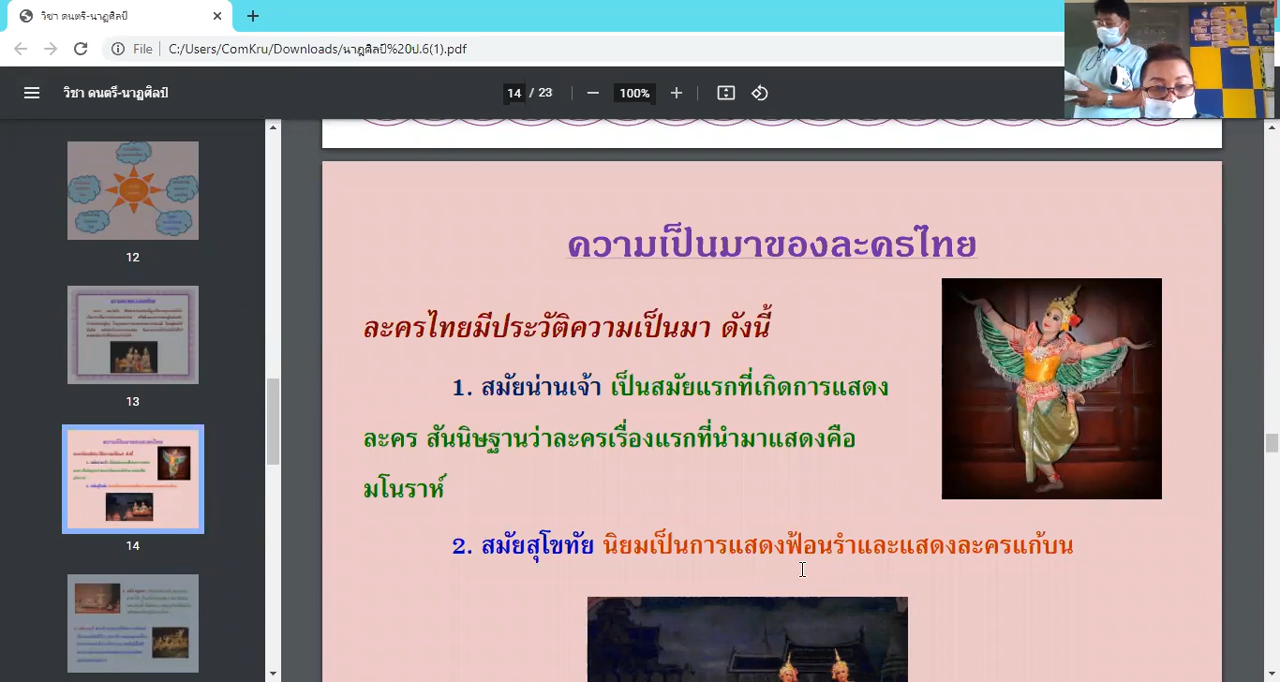 วิชา ดนตรี-นาฏศิลป์
File C:/Users/ComKru/Downloads/นาฏศิลป์%20ป.6(1).pdf
วิชา ดนตรี-นาฏศิลป์
14 / 23
100%
12
13
14
ความเป็นมาของละครไทย
ละครไทยมีประวัติความเป็นมา ดังนี้
1. สมัยน่านเจ้า เป็นสมัยแรกที่เกิดการแสดง
ละคร สันนิษฐานว่าละครเรื่องแรกที่นำมาแสดงคือ
มโนราห์
2. สมัยสุโขทัย นิยมเป็นการแสดงฟ้อนรำและแสดงละครแก้บน